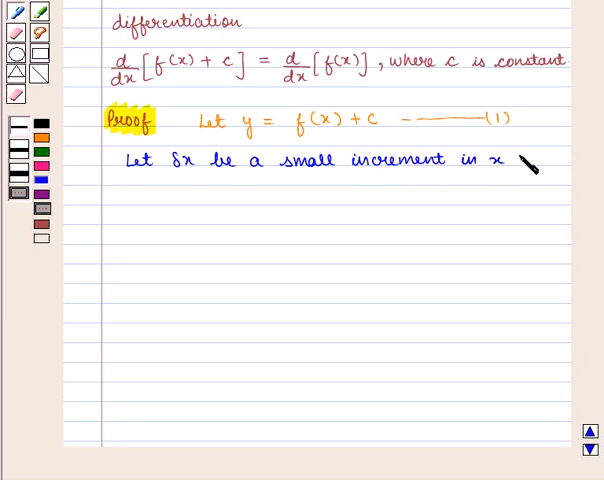 differentiation
d/dx [f(x) + c] = d/dx [f(x)], where c is constant.
Proof Let y = f(x) + c -———(1)
Let δx be a small increment in x